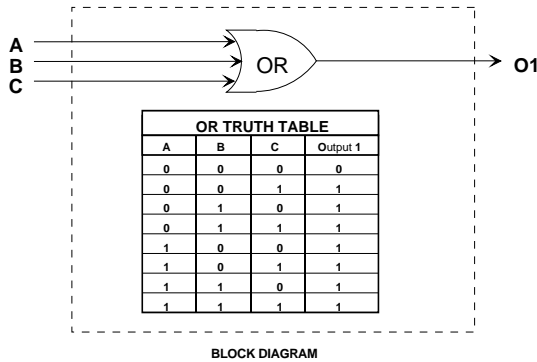 A
B
C
OR
O1
OR TRUTH TABLE
A B C Output 1
0 0 0 0
0 0 1 1
0 1 0 1
0 1 1 1
1 0 0 1
1 0 1 1
1 1 0 1
1 1 1 1
BLOCK DIAGRAM